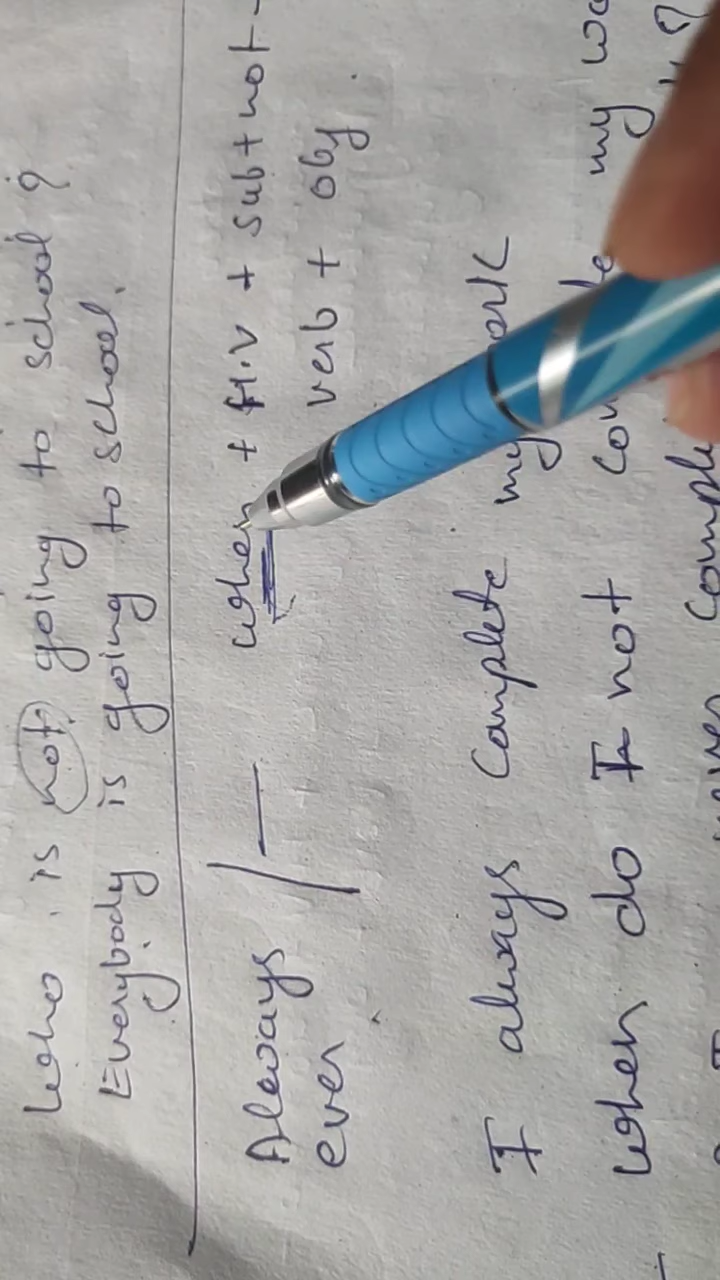 Who is not going to school ?
Everybody is going to school.
Always / — when + H.V + sub + not -
ever verb + obj.
I always complete my
when do I not my